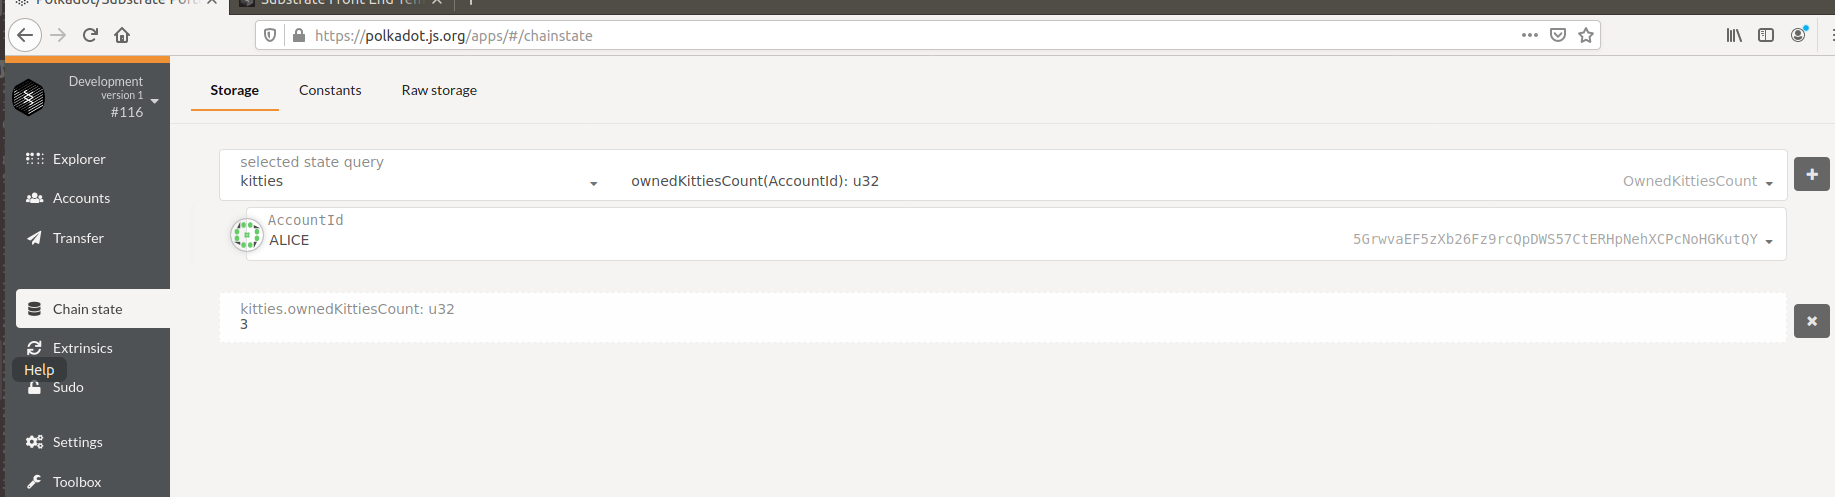 Polkadot/Substrate Port
Substrate Front End Tem
https://polkadot.js.org/apps/#/chainstate
Development
version 1
#116
Storage
Constants
Raw storage
Explorer
Accounts
Transfer
Chain state
Extrinsics
Help
Sudo
Settings
Toolbox
selected state query
kitties
ownedKittiesCount(AccountId): u32
OwnedKittiesCount
AccountId
ALICE
5GrwvaEF5zXb26Fz9rcQpDWS57CtERHpNehXCPcNoHGKutQY
kitties.ownedKittiesCount: u32
3